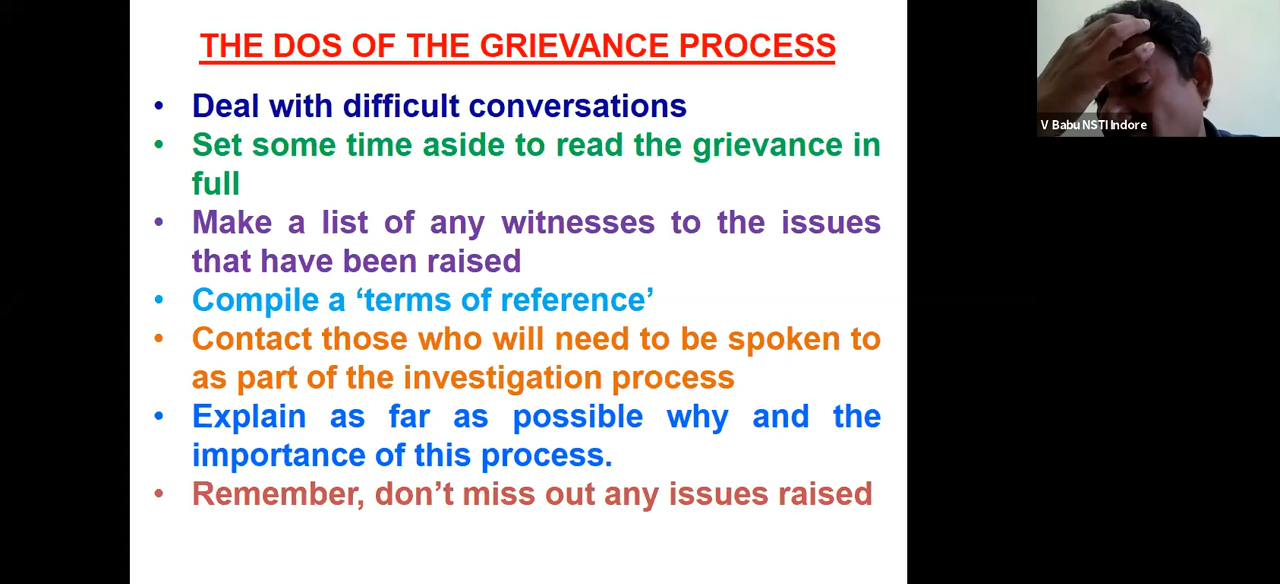 THE DOS OF THE GRIEVANCE PROCESS
• Deal with difficult conversations
• Set some time aside to read the grievance in
full
• Make a list of any witnesses to the issues
that have been raised
• Compile a ‘terms of reference’
• Contact those who will need to be spoken to
as part of the investigation process
• Explain as far as possible why and the
importance of this process.
• Remember, don’t miss out any issues raised
V Babu NSTI Indore